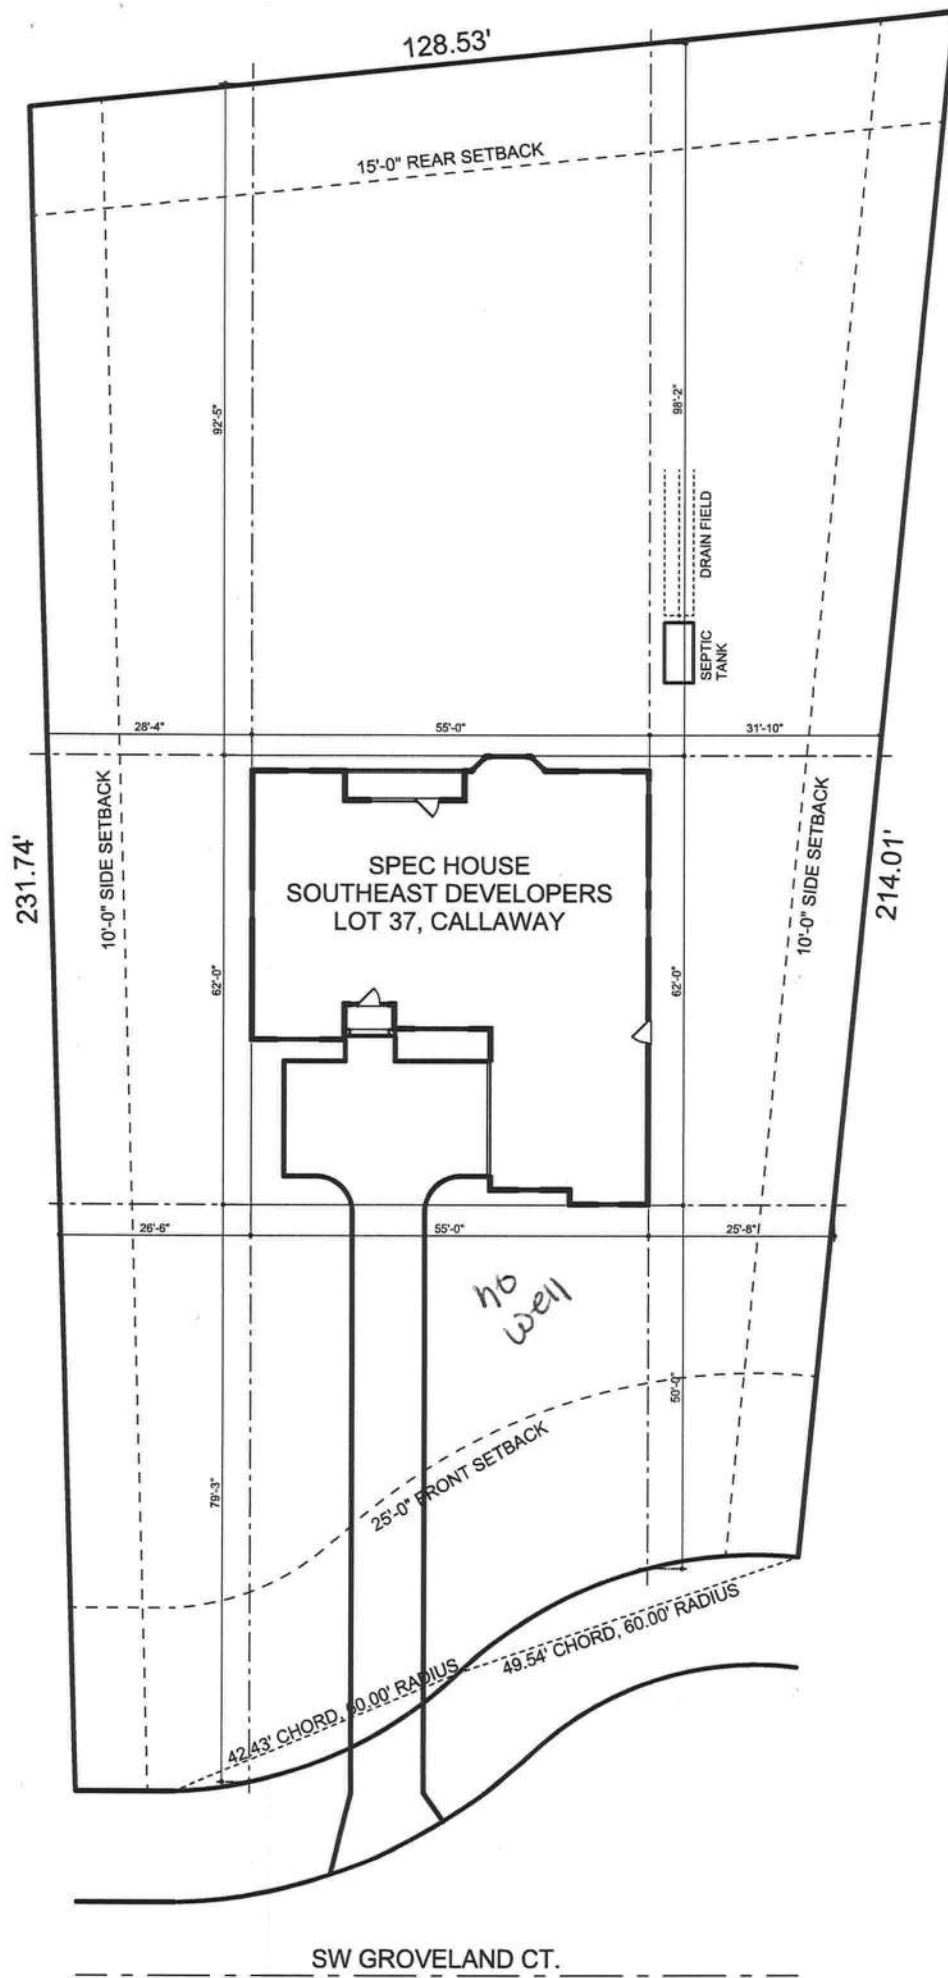 128.53'
15'-0" REAR SETBACK
92'-5"
98'-2"
DRAIN FIELD
SEPTIC
TANK
28'-4"
55'-0"
31'-10"
231.74'
10'-0" SIDE SETBACK
SPEC HOUSE
SOUTHEAST DEVELOPERS
LOT 37, CALLAWAY
10'-0" SIDE SETBACK
214.01'
62'-0"
62'-0"
26'-6"
55'-0"
25'-8"
no
well
50'-0"
79'-3"
25'-0" FRONT SETBACK
49.54' CHORD, 60.00' RADIUS
42.43' CHORD, 60.00' RADIUS
SW GROVELAND CT.